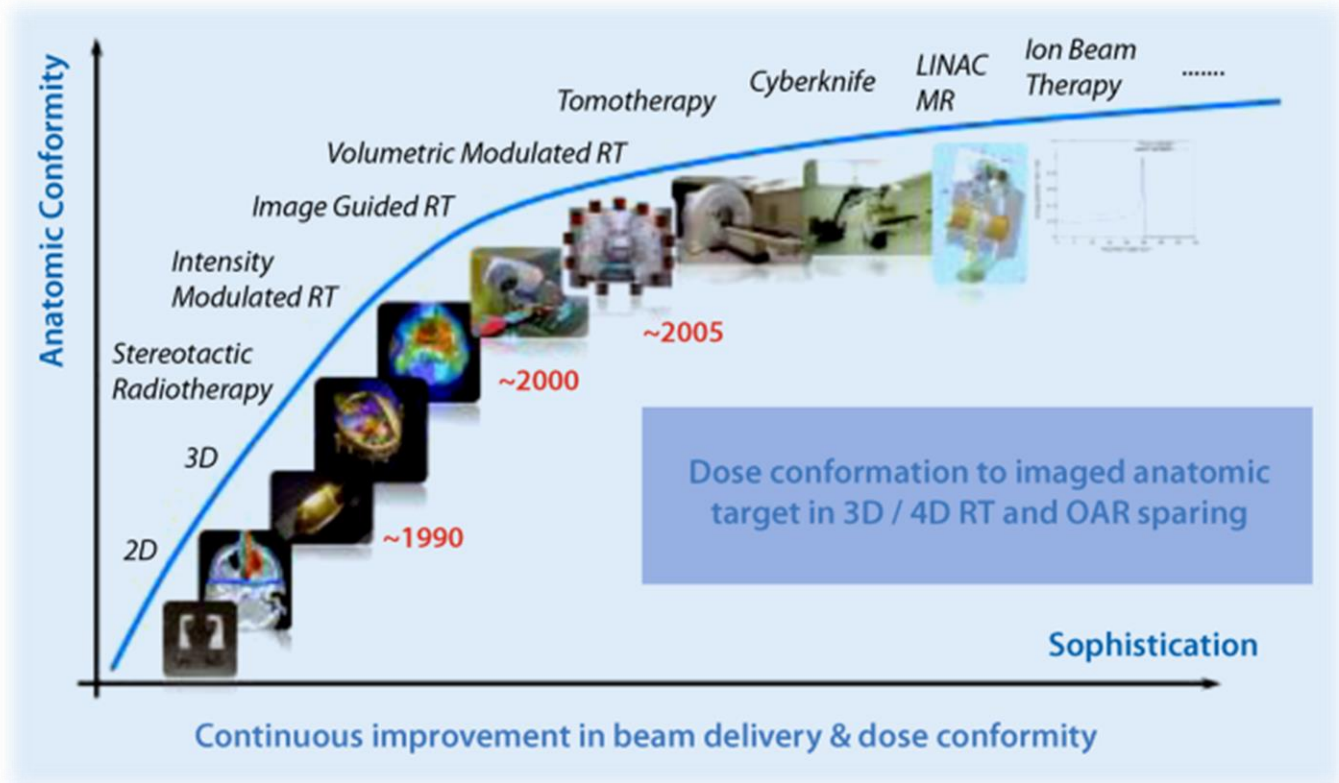 Anatomic Conformity
2D
3D
Stereotactic
Radiotherapy
Intensity
Modulated RT
Image Guided RT
Volumetric Modulated RT
Tomotherapy
Cyberknife
LINAC
MR
Ion Beam
Therapy
.......
~1990
~2000
~2005
Dose conformation to imaged anatomic
target in 3D / 4D RT and OAR sparing
Sophistication
Continuous improvement in beam delivery & dose conformity